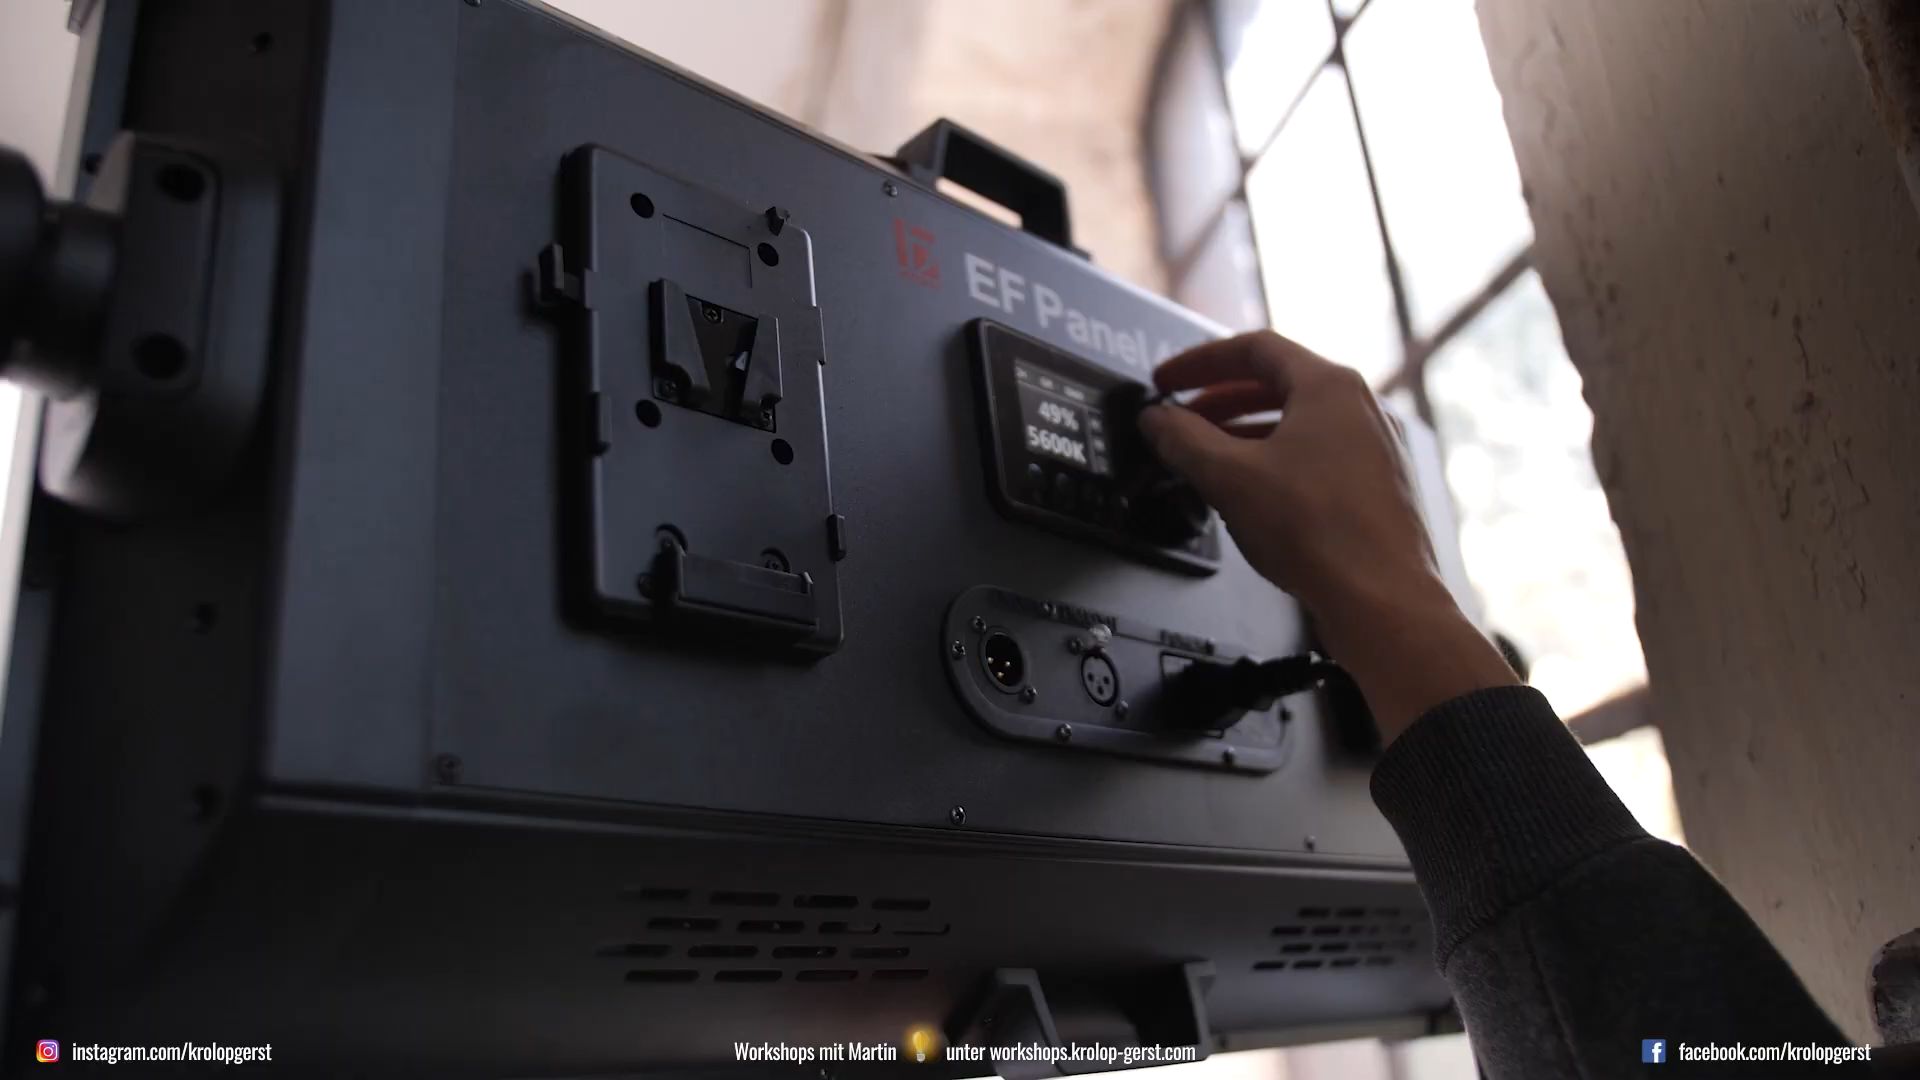 EF Panel
49%
5600K
instagram.com/krolopgerst
Workshops mit Martin unter workshops.krolop-gerst.com
facebook.com/krolopgerst